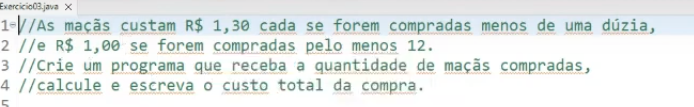 Exercicio03.java
1 //As maçãs custam R$ 1,30 cada se forem compradas menos de uma dúzia,
2 //e R$ 1,00 se forem compradas pelo menos 12.
3 //Crie um programa que receba a quantidade de maçãs compradas,
4 //calcule e escreva o custo total da compra.
5